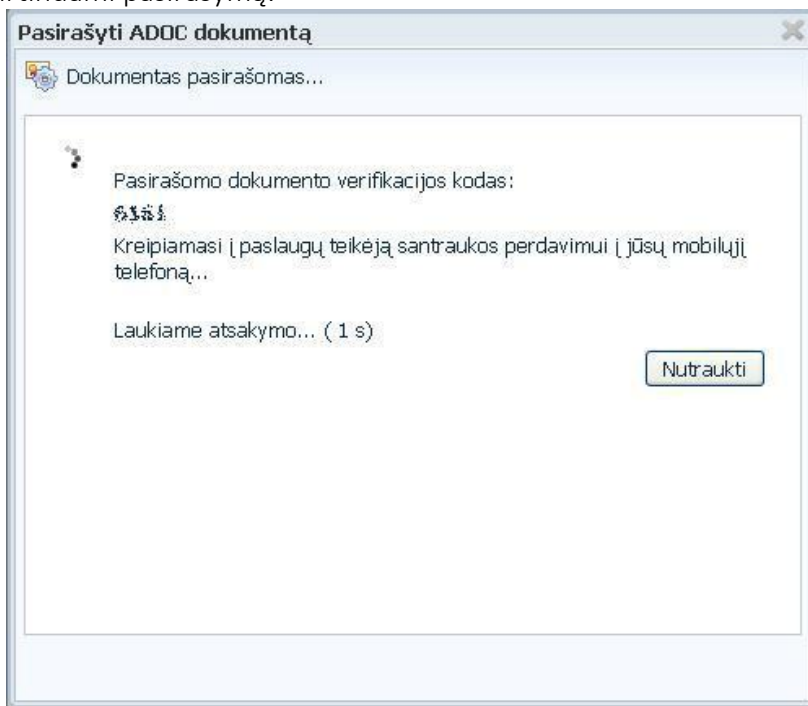 pasirašymą.
Pasirašyti ADOC dokumentą
Dokumentas pasirašomas...
Pasirašomo dokumento verifikacijos kodas:
Kreipiamasi į paslaugų teikėją santraukos perdavimui į jūsų mobilųjį
telefoną...
Laukiame atsakymo... ( 1 s)
Nutraukti